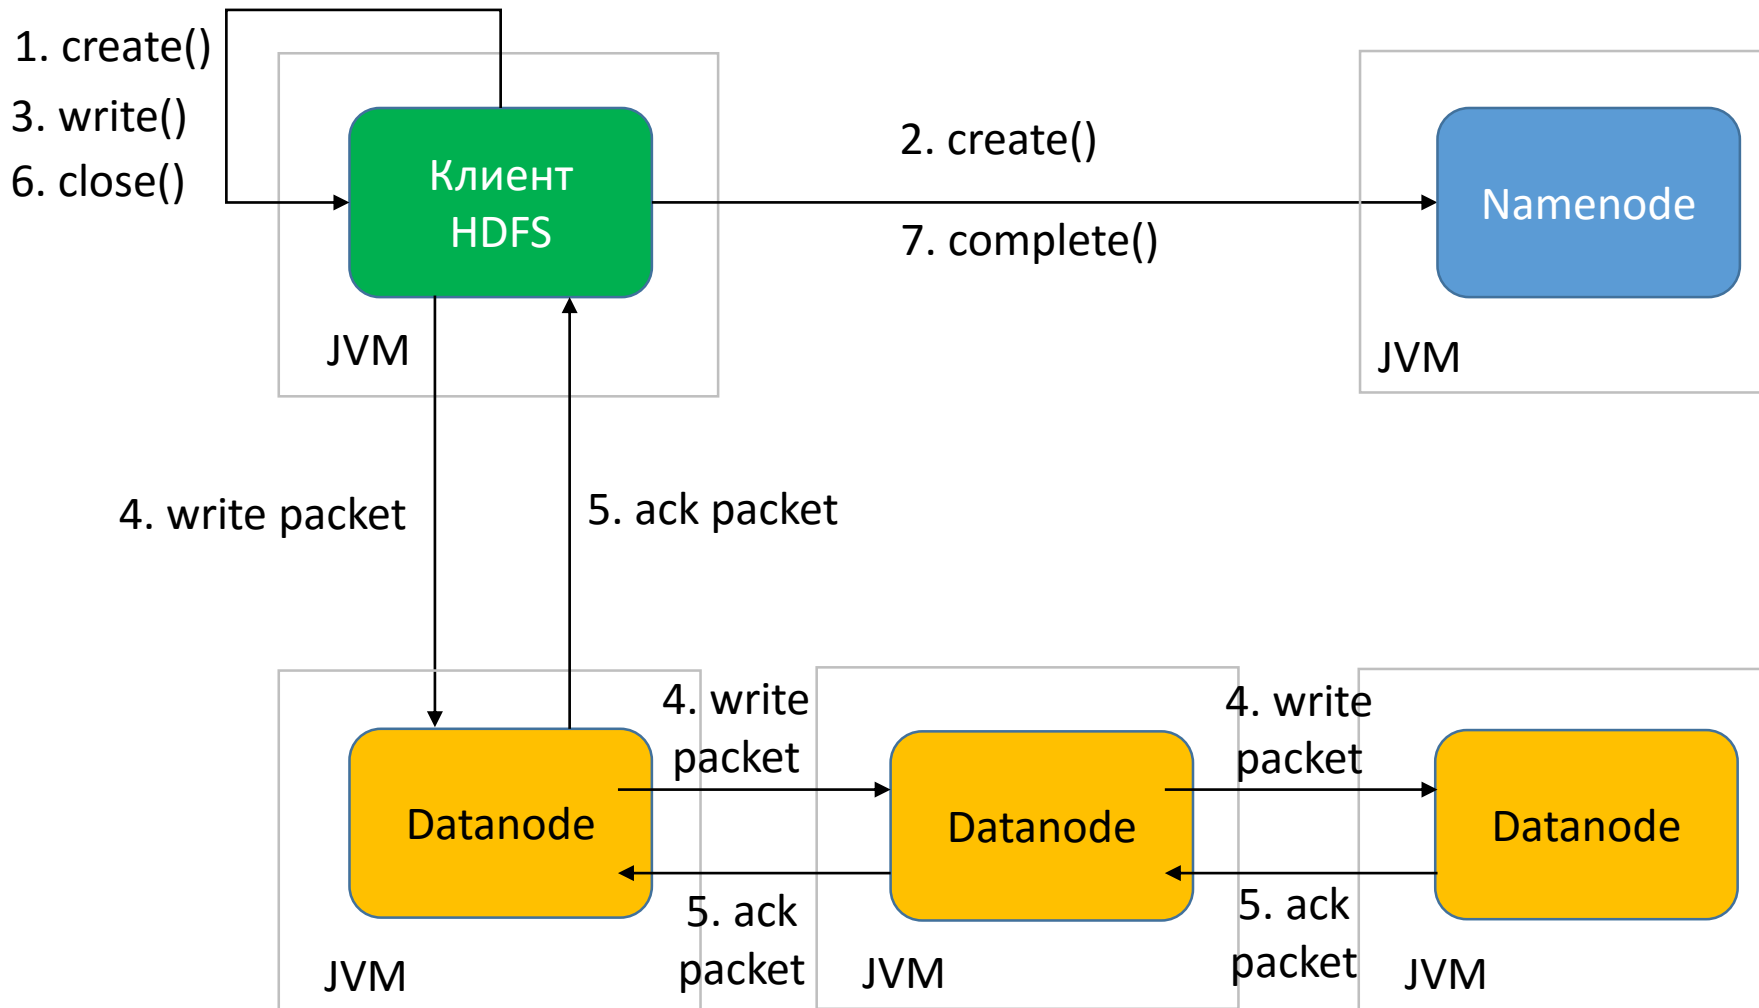 1. create()
3. write()
6. close()
Клиент
HDFS
JVM
2. create()
7. complete()
Namenode
JVM
4. write packet
5. ack packet
4. write
packet
4. write
packet
Datanode
Datanode
Datanode
5. ack
packet
5. ack
packet
JVM
JVM
JVM